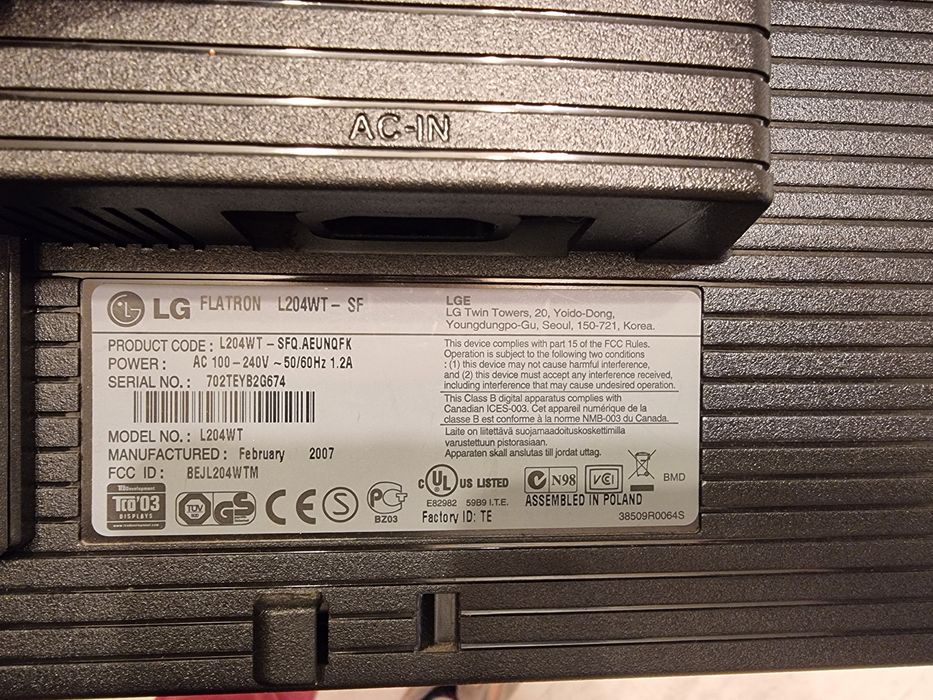 AC-IN
LG FLATRON L204WT - SF
PRODUCT CODE : L204WT - SFQ.AEUNQFK
POWER : AC 100-240V ~ 50/60Hz 1.2A
SERIAL NO. : 702TEYB2G674
MODEL NO. : L204WT
MANUFACTURED : February 2007
FCC ID : BEJL204WTM
LGE
LG Twin Towers, 20, Yoido-Dong,
Youngdungpo-Gu, Seoul, 150-721, Korea.
This device complies with part 15 of the FCC Rules.
Operation is subject to the following two conditions
: (1) this device may not cause harmful interference,
and (2) this device must accept any interference received,
including interference that may cause undesired operation.
This Class B digital apparatus complies with
Canadian ICES-003. Cet appareil numérique de la
classe B est conforme à la norme NMB-003 du Canada.
Laite on liitettävä suojamaadoituskoskettimilla
varustettuun pistorasiaan.
Apparaten skall anslutas till jordat uttag.
TCO Development
TCO'03
DISPLAYS
www.tcodevelopment.com
TÜV
GS
CE
S
PCT
BZ03
c UL US LISTED
E82982 59B9 I.T.E.
Factory ID: TE
N98
VCI
BMD
ASSEMBLED IN POLAND
38509R0064S